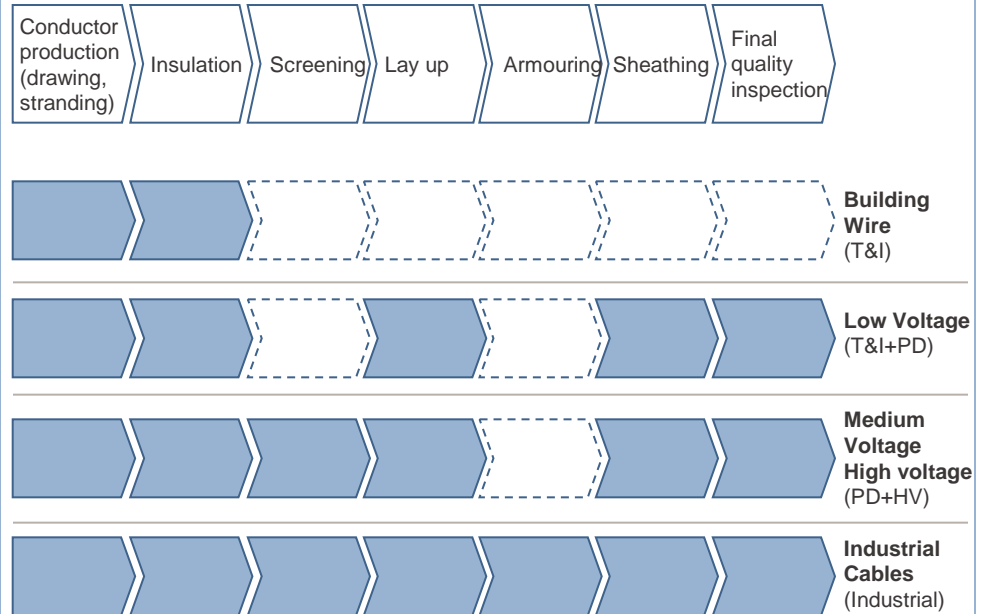 Conductor
production
(drawing,
stranding)
Insulation
Screening
Lay up
Armouring
Sheathing
Final
quality
inspection
Building
Wire
(T&I)
Low Voltage
(T&I+PD)
Medium
Voltage
High voltage
(PD+HV)
Industrial
Cables
(Industrial)